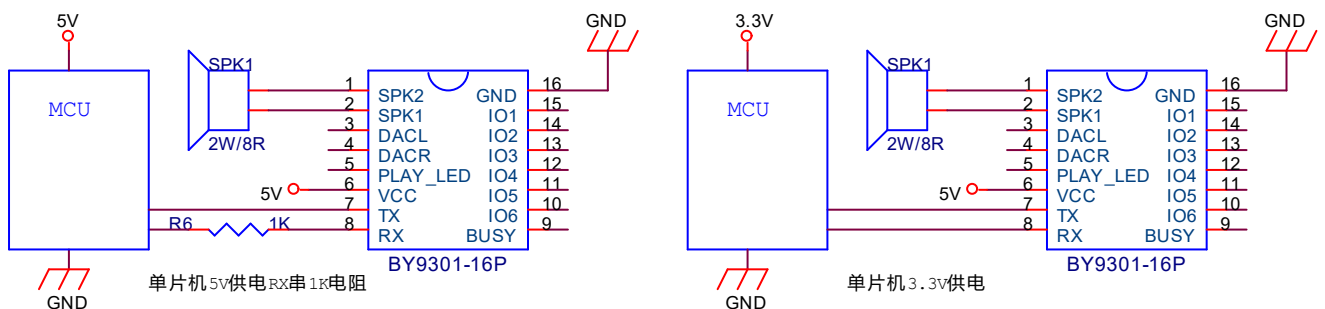 5V
GND
SPK1
MCU
2W/8R
1 SPK2 GND 16
2 SPK1 IO1 15
3 DACL IO2 14
4 DACR IO3 13
5 PLAY_LED IO4 12
5V 6 VCC IO5 11
7 TX IO6 10
R6 1K 8 RX BUSY 9
BY9301-16P
GND
单片机5V供电RX串1K电阻
3.3V
GND
SPK1
MCU
2W/8R
1 SPK2 GND 16
2 SPK1 IO1 15
3 DACL IO2 14
4 DACR IO3 13
5 PLAY_LED IO4 12
5V 6 VCC IO5 11
7 TX IO6 10
8 RX BUSY 9
BY9301-16P
GND
单片机3.3V供电